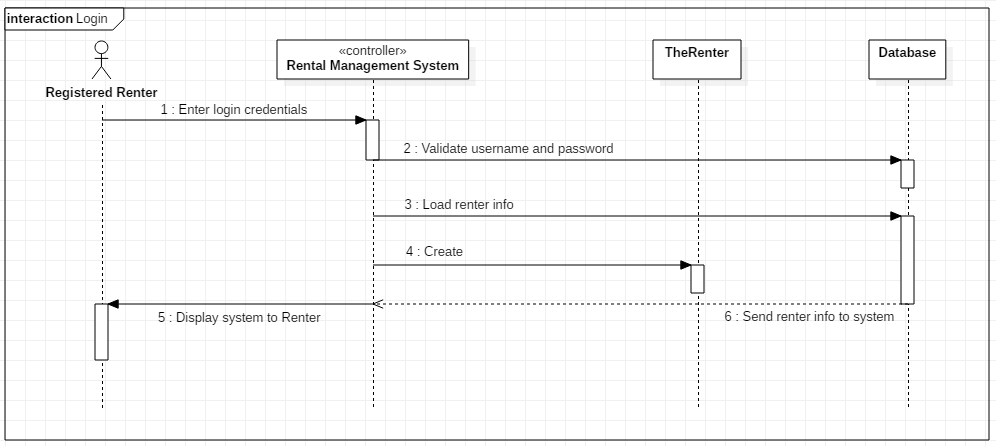 interaction Login
«controller»
Rental Management System
TheRenter
Database
Registered Renter
1 : Enter login credentials
2 : Validate username and password
3 : Load renter info
4 : Create
5 : Display system to Renter
6 : Send renter info to system